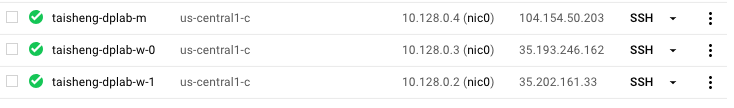 taisheng-dplab-m us-central1-c 10.128.0.4 (nic0) 104.154.50.203 SSH
taisheng-dplab-w-0 us-central1-c 10.128.0.3 (nic0) 35.193.246.162 SSH
taisheng-dplab-w-1 us-central1-c 10.128.0.2 (nic0) 35.202.161.33 SSH